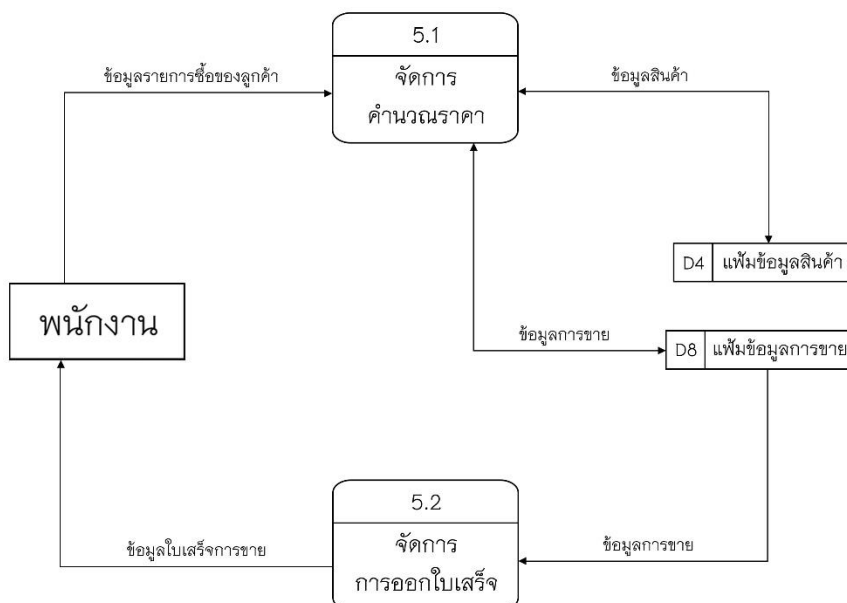 5.1
ข้อมูลรายการซื้อของลูกค้า
จัดการ
ข้อมูลสินค้า
คำนวณราคา
D4 แฟ้มข้อมูลสินค้า
พนักงาน
ข้อมูลการขาย
D8 แฟ้มข้อมูลการขาย
5.2
ข้อมูลใบเสร็จการขาย
จัดการ
ข้อมูลการขาย
การออกใบเสร็จ